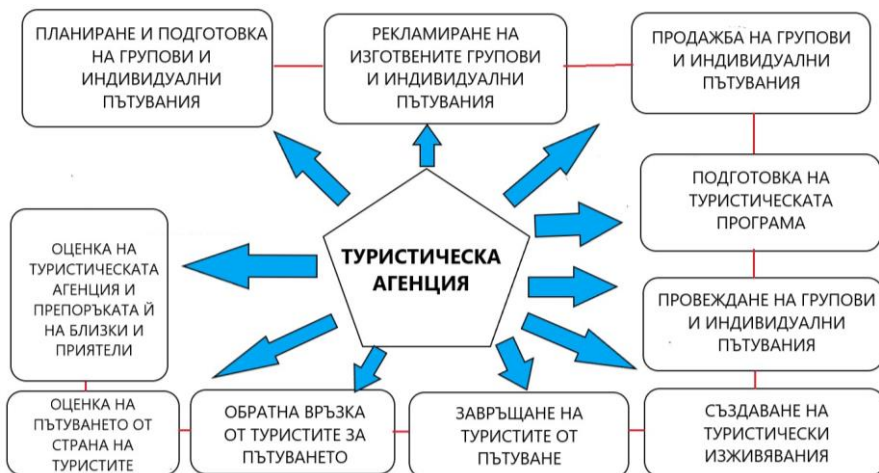 ПЛАНИРАНЕ И ПОДГОТОВКА
НА ГРУПОВИ И
ИНДИВИДУАЛНИ
ПЪТУВАНИЯ
РЕКЛАМИРАНЕ НА
ИЗГОТВЕНИТЕ ГРУПОВИ
И ИНДИВИДУАЛНИ
ПЪТУВАНИЯ
ПРОДАЖБА НА ГРУПОВИ
И ИНДИВИДУАЛНИ
ПЪТУВАНИЯ
ПОДГОТОВКА НА
ТУРИСТИЧЕСКАТА
ПРОГРАМА
ТУРИСТИЧЕСКА
АГЕНЦИЯ
ОЦЕНКА НА
ТУРИСТИЧЕСКАТА
АГЕНЦИЯ И
ПРЕПОРЪКАТА Й
НА БЛИЗКИ И
ПРИЯТЕЛИ
ПРОВЕЖДАНЕ НА ГРУПОВИ
И ИНДИВИДУАЛНИ
ПЪТУВАНИЯ
ОЦЕНКА НА
ПЪТУВАНЕТО ОТ
СТРАНА НА
ТУРИСТИТЕ
ОБРАТНА ВРЪЗКА
ОТ ТУРИСТИТЕ ЗА
ПЪТУВАНЕТО
ЗАВРЪЩАНЕ НА
ТУРИСТИТЕ ОТ
ПЪТУВАНЕ
СЪЗДАВАНЕ НА
ТУРИСТИЧЕСКИ
ИЗЖИВЯВАНИЯ